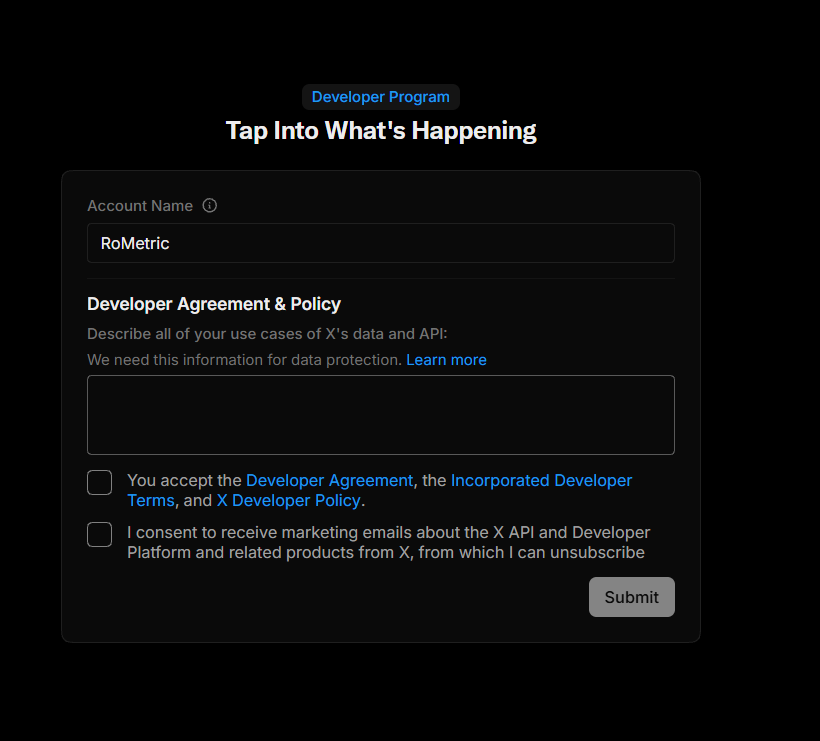 Developer Program
Tap Into What's Happening
Account Name
RoMetric
Developer Agreement & Policy
Describe all of your use cases of X's data and API:
We need this information for data protection. Learn more
You accept the Developer Agreement, the Incorporated Developer
Terms, and X Developer Policy.
I consent to receive marketing emails about the X API and Developer
Platform and related products from X, from which I can unsubscribe
Submit